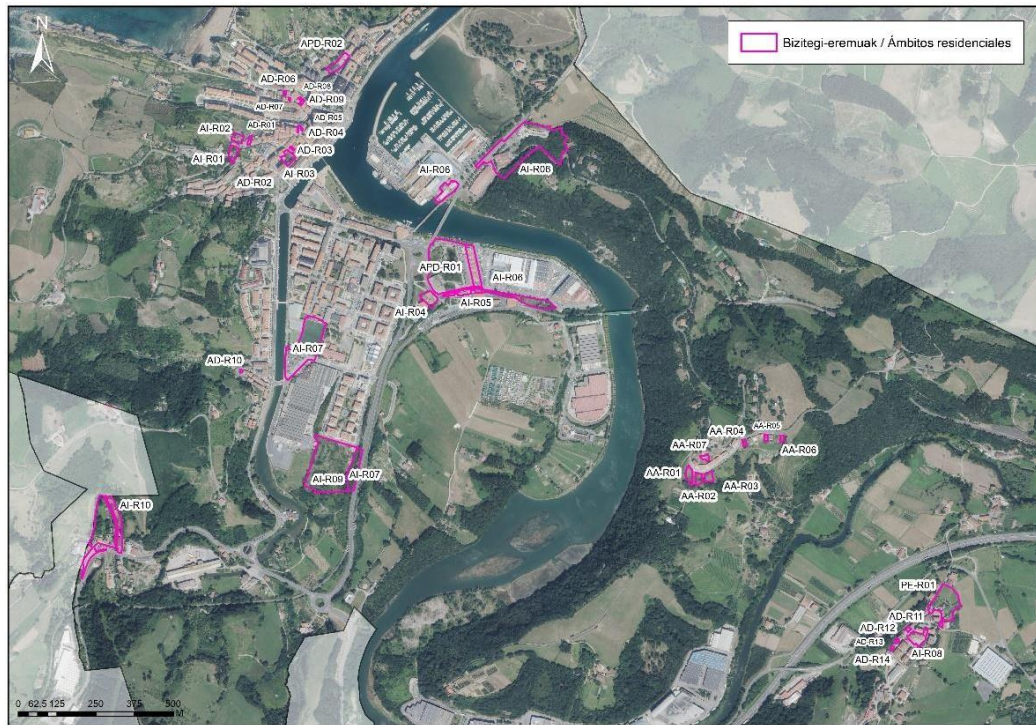 N
Bizitegi-eremuak / Ámbitos residenciales
APD-R02
AD-R06
AD-R08
AD-R09
AD-R07
AD-R05
AI-R02
AD-R01
AD-R04
AD-R03
AI-R01
AI-R03
AD-R02
AI-R06
AI-R08
APD-R01
AI-R06
AI-R05
AI-R04
AI-R07
AD-R10
AA-R04
AA-R05
AA-R06
AA-R07
AA-R01
AA-R03
AA-R02
AI-R09
AI-R07
AI-R10
PE-R01
AD-R11
AD-R12
AD-R13
AI-R08
AD-R14
0 62,5 125 250 375 500
M